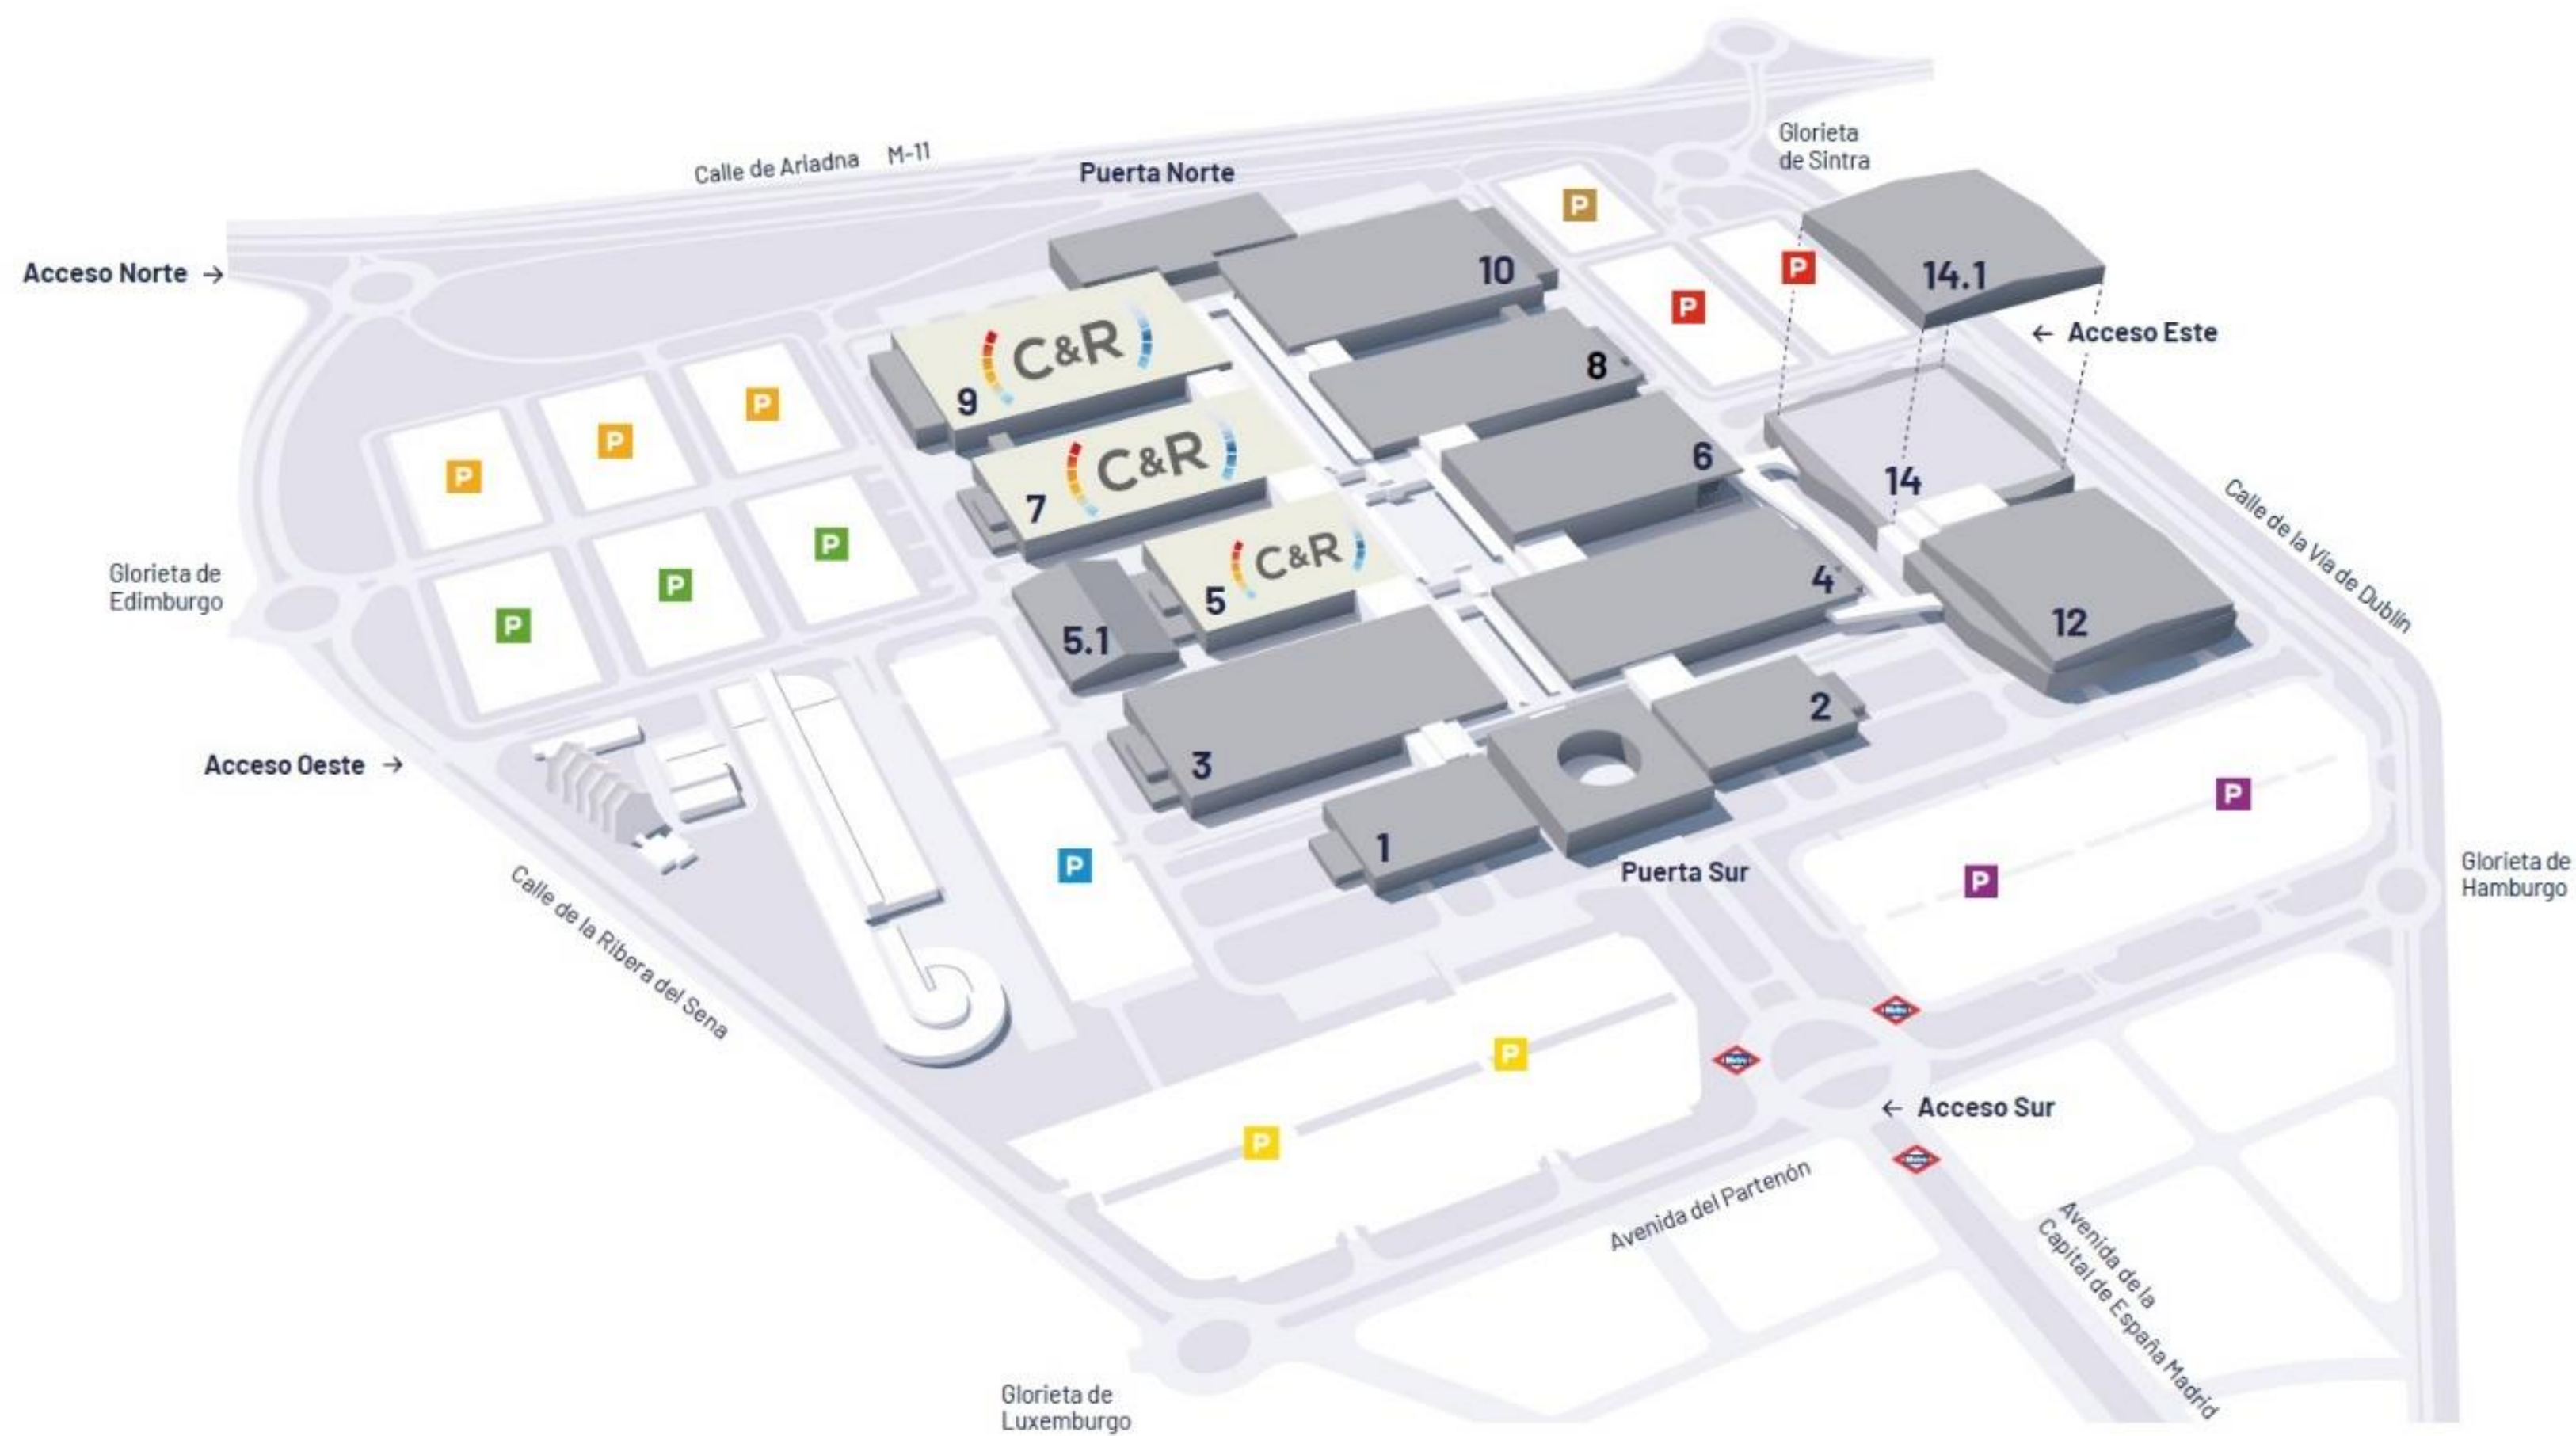 Glorieta
de Sintra
Calle de Ariadna M-11
Puerta Norte
P
Acceso Norte →
10
P
14.1
P
← Acceso Este
C&R
8
9
P
P
P
C&R
6
7
14
Calle de la Vía de Dublín
P
P
P
C&R
5
4
5.1
12
Glorieta de
Edimburgo
2
3
Acceso Oeste →
1
P
P
P
Puerta Sur
Glorieta de
Hamburgo
Calle de la Ribera del Sena
Metro
Metro
P
P
← Acceso Sur
Metro
Avenida del Partenón
Avenida de la
Capital de España Madrid
Glorieta de
Luxemburgo